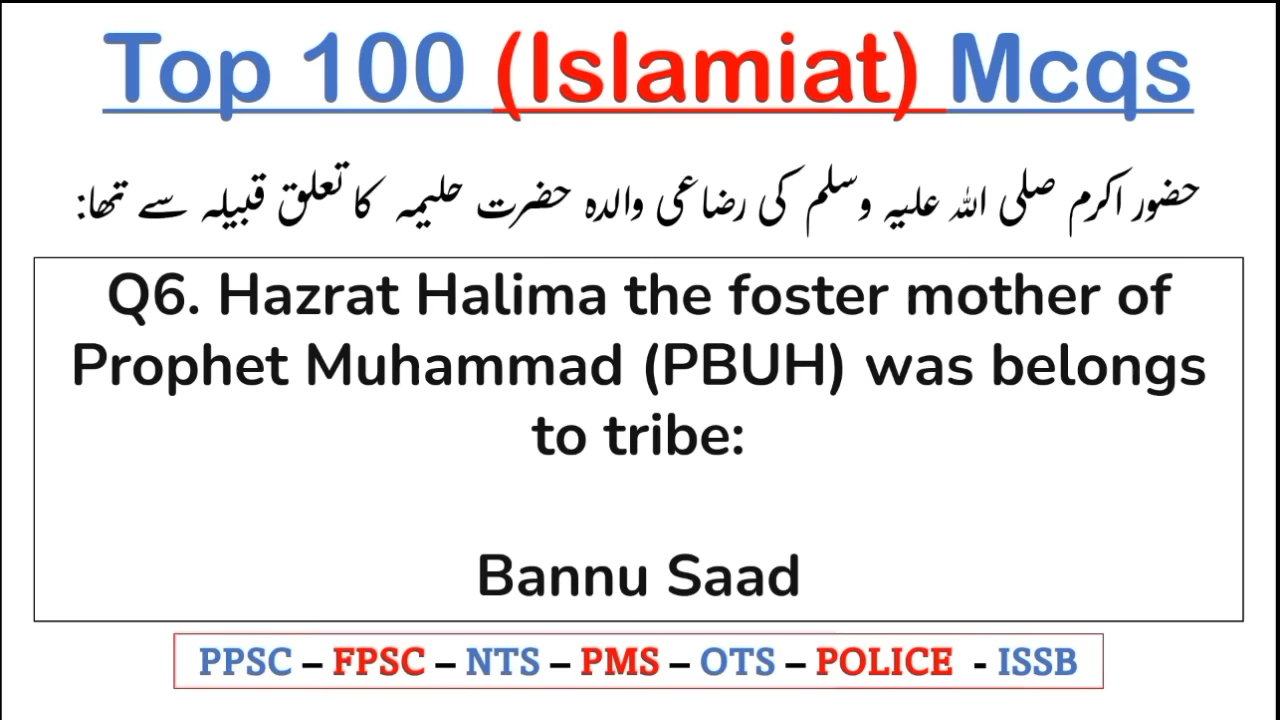 Top 100 (Islamiat) Mcqs
حضور اکرم صلی اللہ علیہ وسلم کی رضاعی والدہ حضرت حلیمہ کا تعلق قبیلہ سے تھا:
Q6. Hazrat Halima the foster mother of
Prophet Muhammad (PBUH) was belongs
to tribe:
Bannu Saad
PPSC – FPSC – NTS – PMS – OTS – POLICE - ISSB